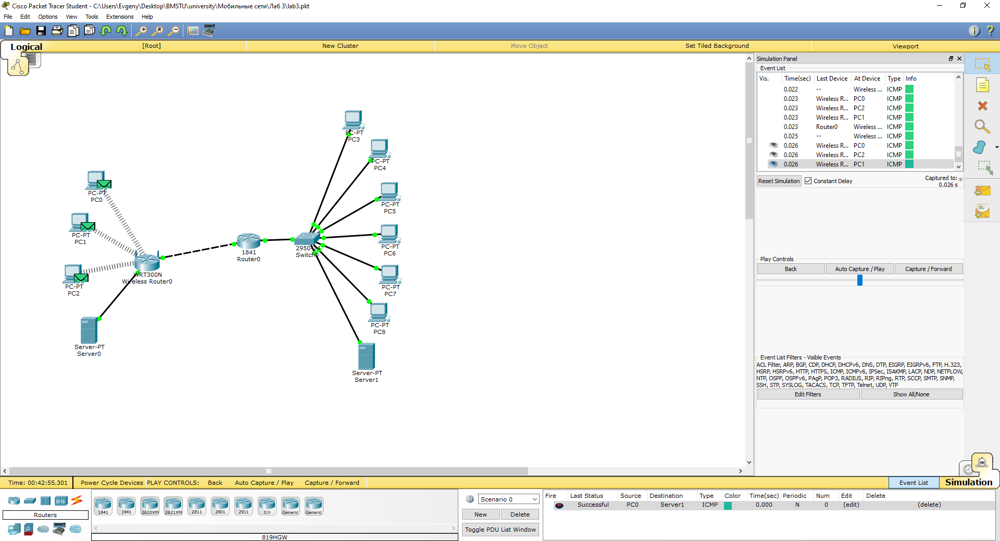 Cisco Packet Tracer Student - C:\Users\Evgeny\Desktop\BMSTU\university\Мобильные сети\Лаб 3\lab3.pkt
File Edit Options View Tools Extensions Help
Logical [Root] New Cluster Move Object Set Tiled Background Viewport
PC-PT
PC3
PC-PT
PC4
PC-PT
PC0
PC-PT
PC5
PC-PT
PC1
PC-PT
PC6
1841
Router0
2950-24
Switch0
WRT300N
Wireless Router0
PC-PT
PC2
PC-PT
PC7
PC-PT
PC8
Server-PT
Server0
Server-PT
Server1
Simulation Panel
Event List
Vis. Time(sec) Last Device At Device Type Info
0.022 -- Wireless ... ICMP
0.023 Wireless R... PC0 ICMP
0.023 Wireless R... PC2 ICMP
0.023 Wireless R... PC1 ICMP
0.023 Router0 Wireless ... ICMP
0.025 -- Wireless ... ICMP
0.026 Wireless R... PC0 ICMP
0.026 Wireless R... PC2 ICMP
0.026 Wireless R... PC1 ICMP
Reset Simulation Constant Delay Captured to: *
0.026 s
Play Controls
Back Auto Capture / Play Capture / Forward
Event List Filters - Visible Events
ACL Filter, ARP, BGP, CDP, DHCP, DHCPv6, DNS, DTP, EIGRP, EIGRPv6, FTP, H.323,
HSRP, HSRPv6, HTTP, HTTPS, ICMP, ICMPv6, IPSec, ISAKMP, LACP, NDP, NETFLOW,
NTP, OSPF, OSPFv6, PAgP, POP3, RADIUS, RIP, RIPng, RTP, SCCP, SMTP, SNMP,
SSH, STP, SYSLOG, TACACS, TCP, TFTP, Telnet, UDP, VTP
Edit Filters Show All/None
Time: 00:42:55.301 Power Cycle Devices PLAY CONTROLS: Back Auto Capture / Play Capture / Forward Event List Simulation
Routers
1841 1941 2620XM 2621XM 2811 2901 2911 819 Generic Generic
819HGW
Scenario 0
New Delete
Toggle PDU List Window
Fire Last Status Source Destination Type Color Time(sec) Periodic Num Edit Delete
Successful PC0 Server1 ICMP 0.000 N 0 (edit) (delete)